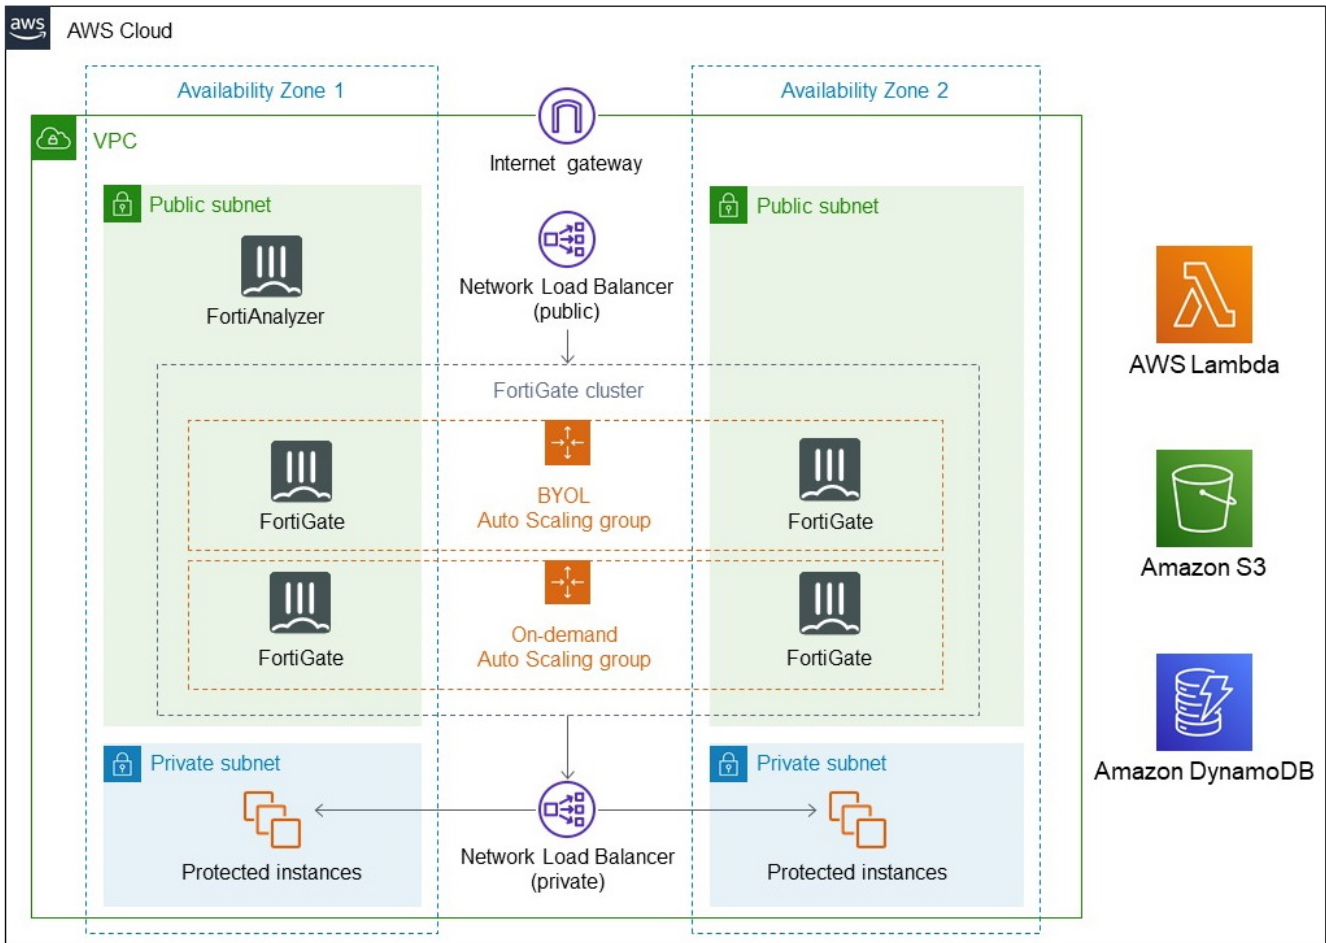 aws
AWS Cloud
Availability Zone 1
Availability Zone 2
VPC
Internet gateway
Public subnet
Public subnet
FortiAnalyzer
Network Load Balancer
(public)
AWS Lambda
FortiGate cluster
FortiGate
BYOL
Auto Scaling group
FortiGate
Amazon S3
FortiGate
On-demand
Auto Scaling group
FortiGate
Private subnet
Private subnet
Amazon DynamoDB
Protected instances
Network Load Balancer
(private)
Protected instances